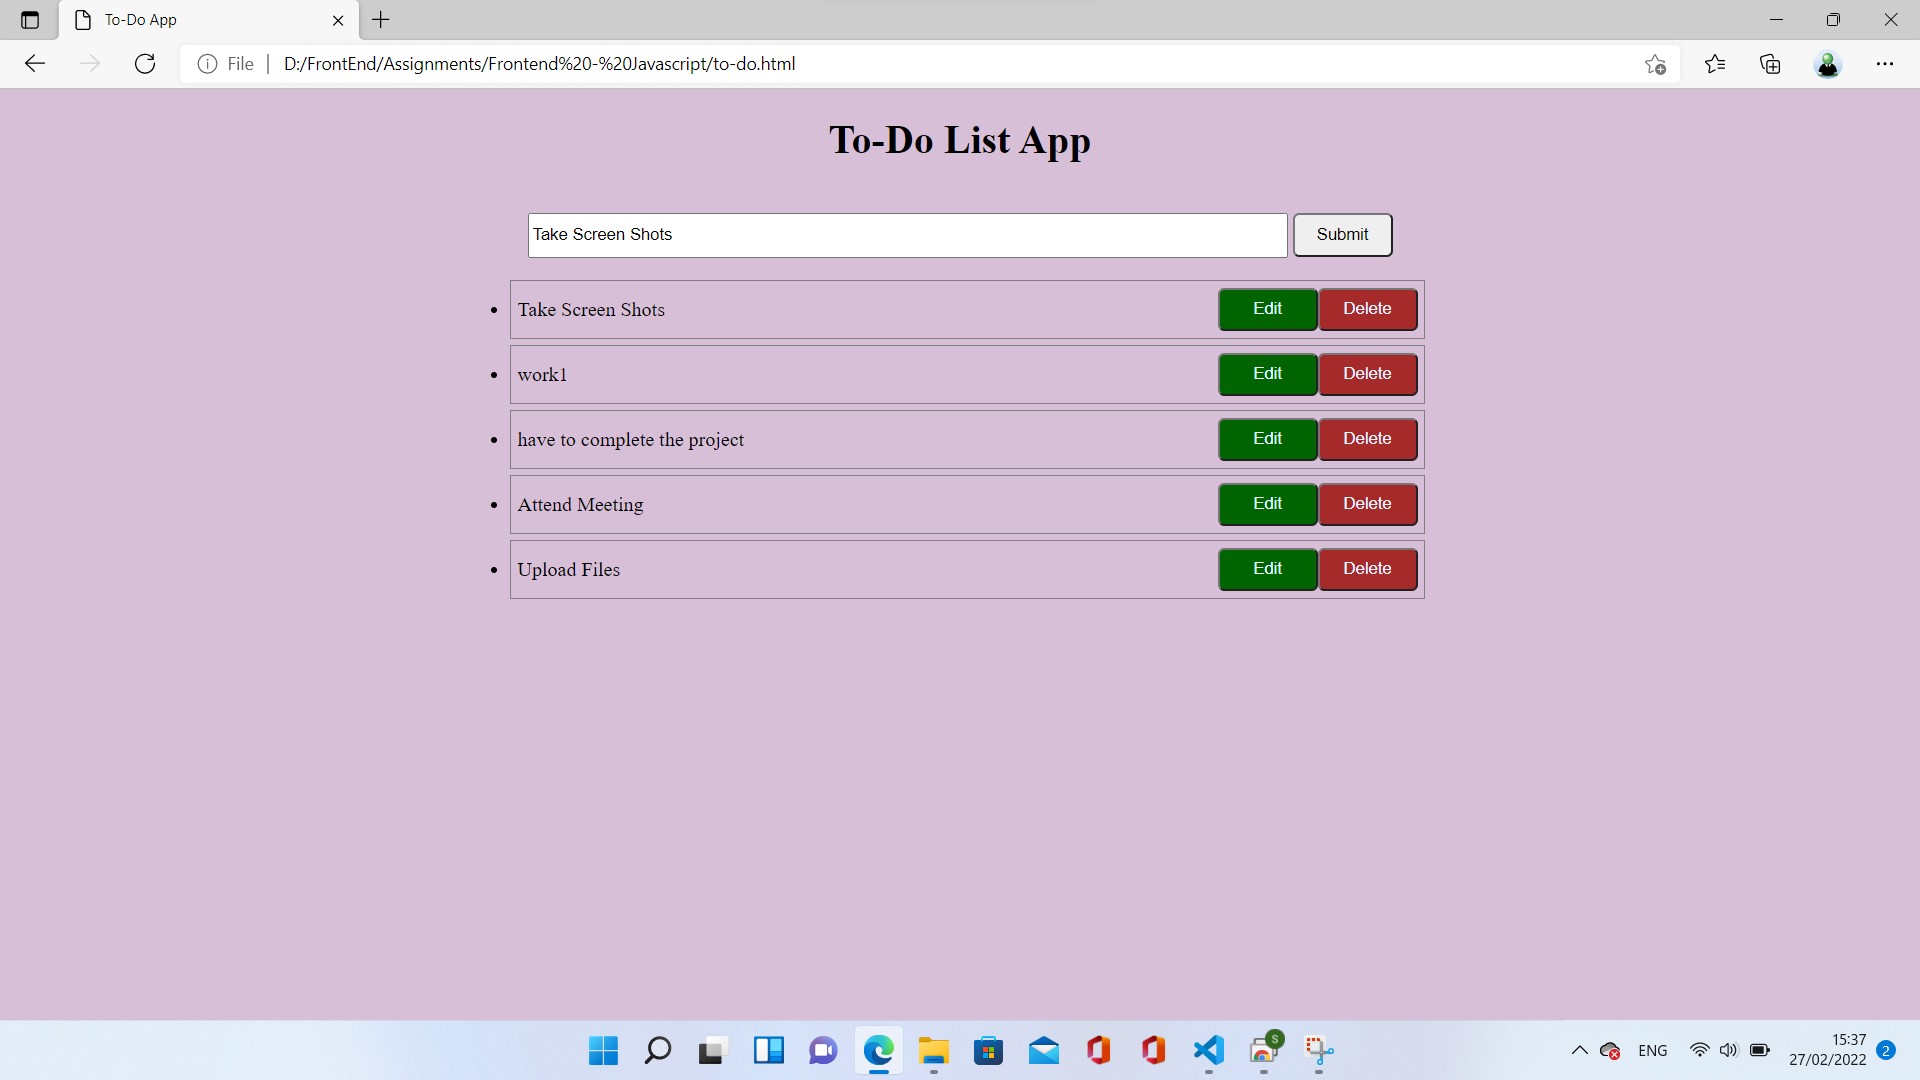 To-Do App
File | D:/FrontEnd/Assignments/Frontend%20-%20Javascript/to-do.html
To-Do List App
Take Screen Shots Submit
Take Screen Shots Edit Delete
work1 Edit Delete
have to complete the project Edit Delete
Attend Meeting Edit Delete
Upload Files Edit Delete
S
ENG 15:37
27/02/2022 2